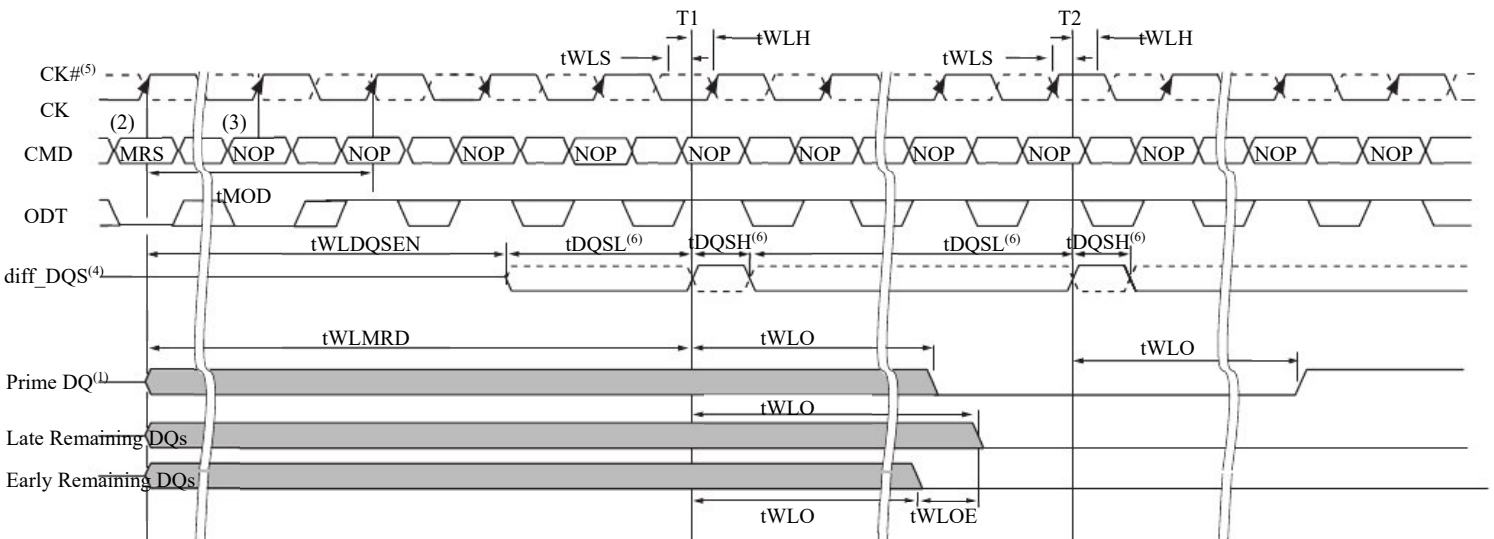 T1 T2
tWLH tWLH
tWLS tWLS
CK#(5)
CK
(2) (3)
CMD MRS NOP NOP NOP NOP NOP NOP NOP NOP NOP NOP NOP
tMOD
ODT
tWLDQSEN tDQSL(6) tDQSH(6) tDQSL(6) tDQSH(6)
diff_DQS(4)
tWLMRD tWLO tWLO
Prime DQ(1)
tWLO
Late Remaining DQs
Early Remaining DQs
tWLO tWLOE